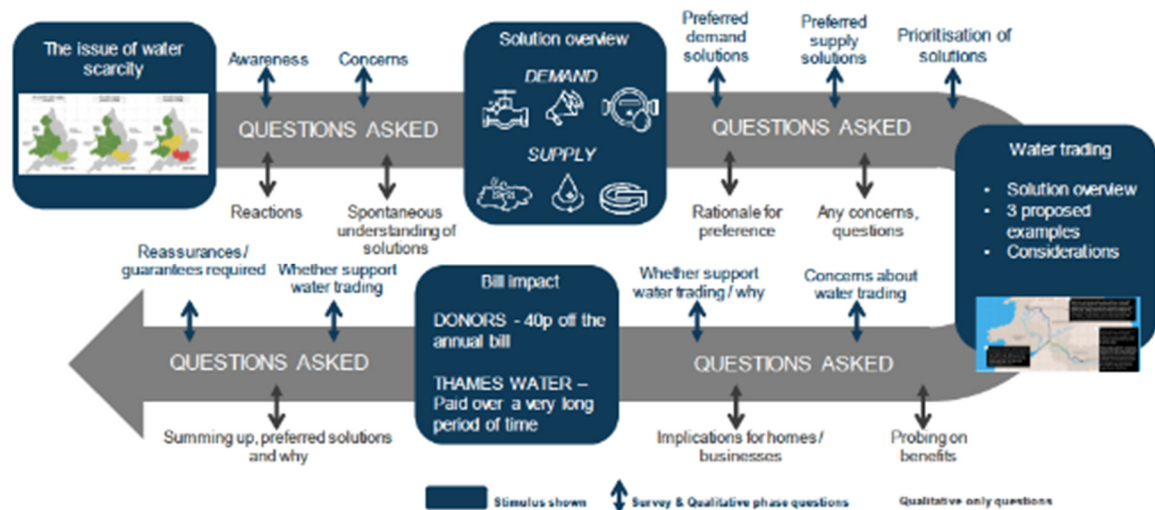 The issue of water
scarcity
Awareness
Concerns
QUESTIONS ASKED
Reactions
Spontaneous
understanding of
solutions
Solution overview
DEMAND
SUPPLY
Preferred
demand
solutions
Preferred
supply
solutions
Prioritisation of
solutions
QUESTIONS ASKED
Rationale for
preference
Any concerns,
questions
Water trading
• Solution overview
• 3 proposed
examples
• Considerations
Concerns about
water trading
Whether support
water trading / why
QUESTIONS ASKED
Probing on
benefits
Implications for homes /
businesses
Bill impact
DONORS - 40p off the
annual bill
THAMES WATER –
Paid over a very long
period of time
Whether support
water trading
Reassurances /
guarantees required
QUESTIONS ASKED
Summing up, preferred solutions
and why
Stimulus shown
Survey & Qualitative phase questions
Qualitative only questions